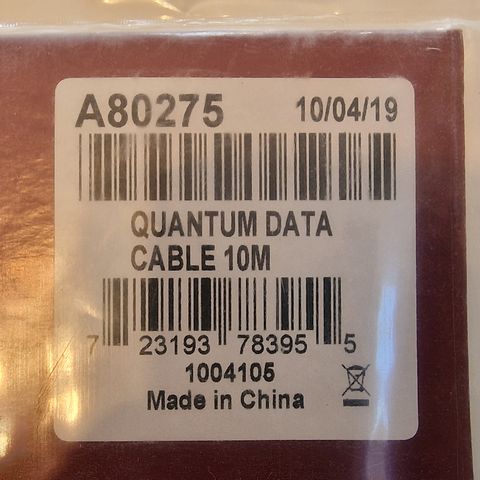 A80275 10/04/19
QUANTUM DATA
CABLE 10M
7 23193 78395 5
1004105
Made in China